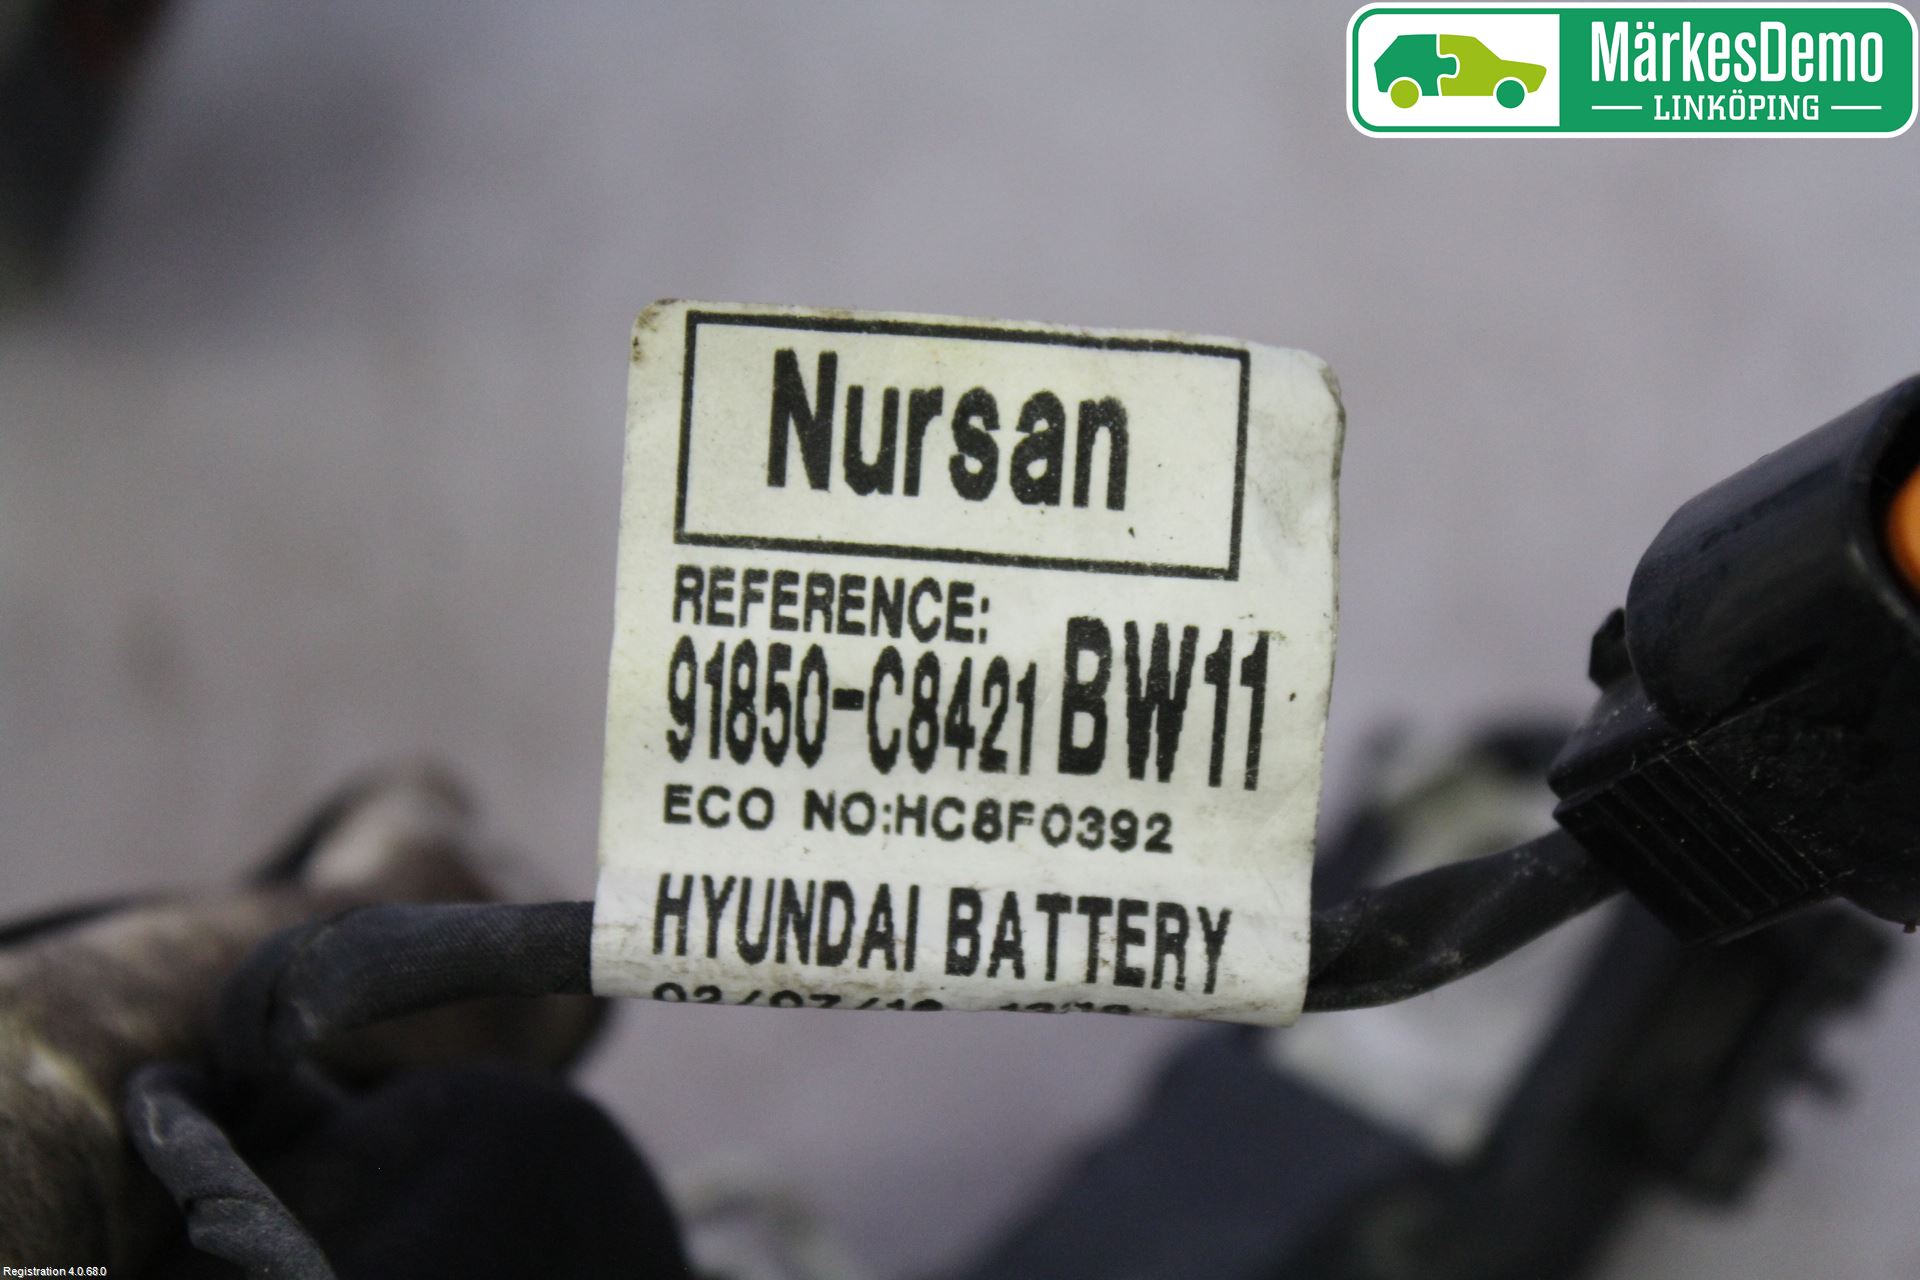 MärkesDemo
LINKÖPING
Nursan
REFERENCE:
91850-C8421 BW11
ECO NO:HC8F0392
HYUNDAI BATTERY
Registration 4.0.68.0